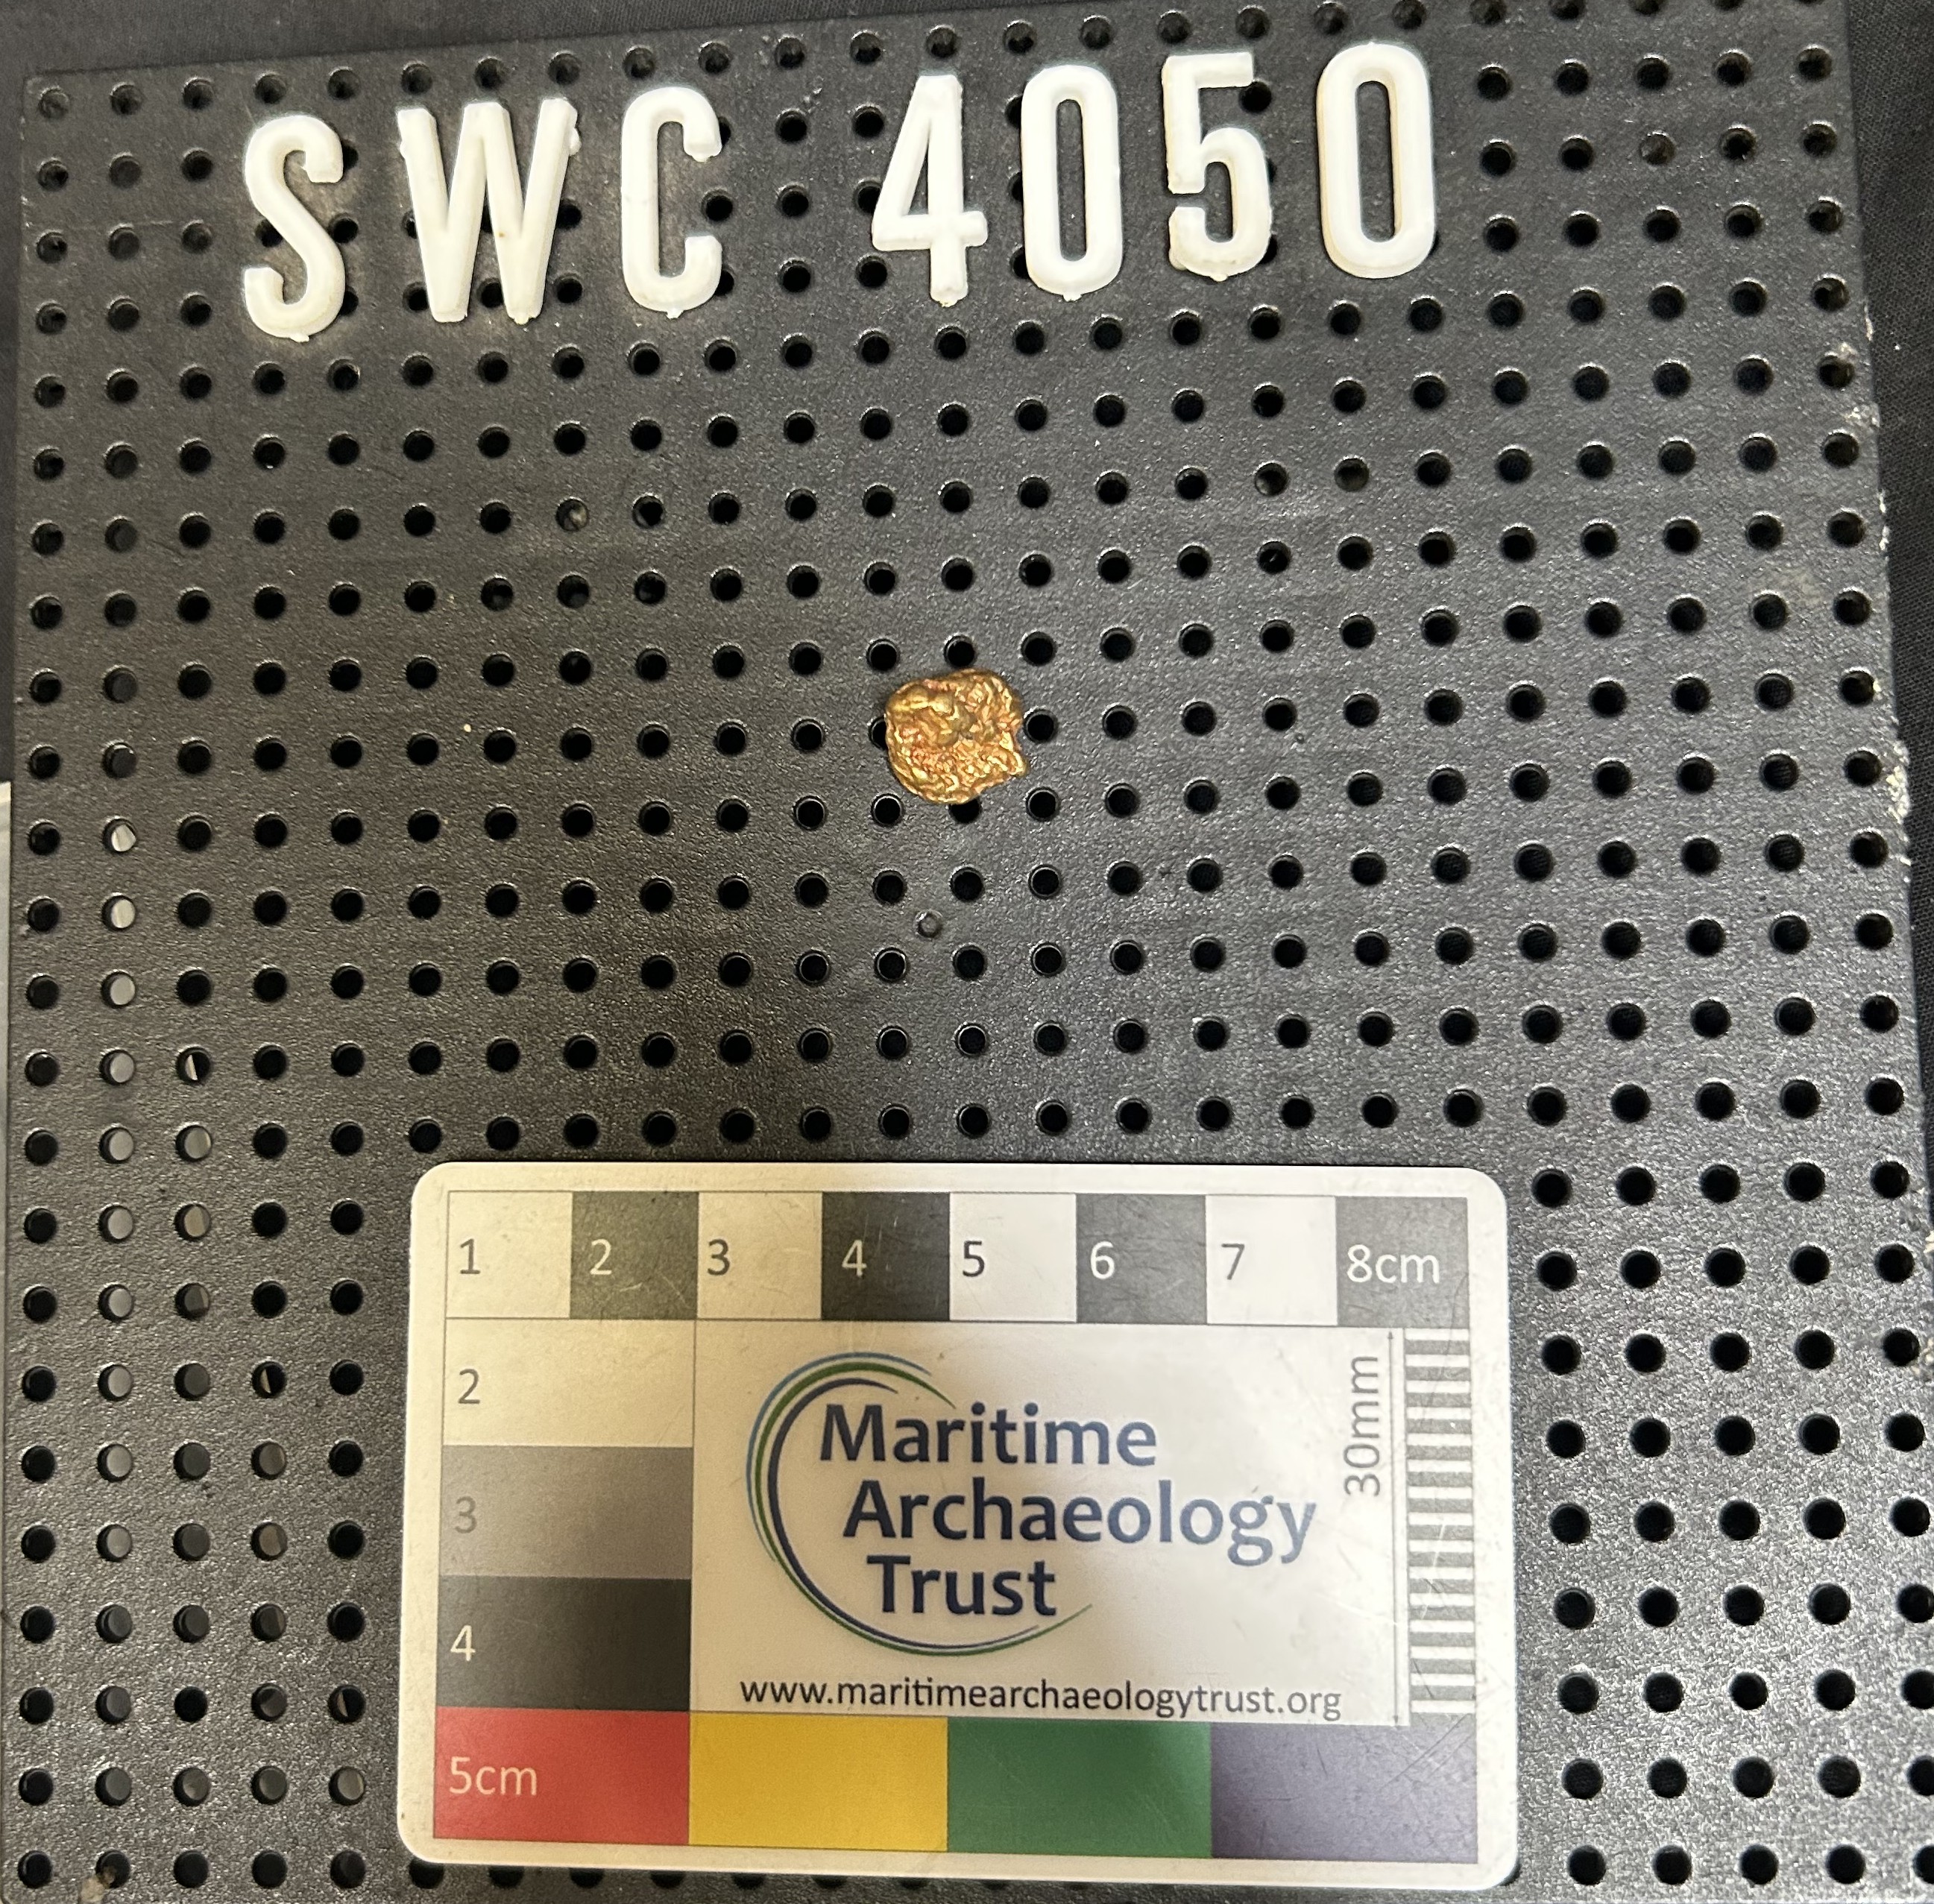 SWC 4050
1 2 3 4 5 6 7 8cm
2
3
4
5cm
30mm
Maritime
Archaeology
Trust
www.maritimearchaeologytrust.org